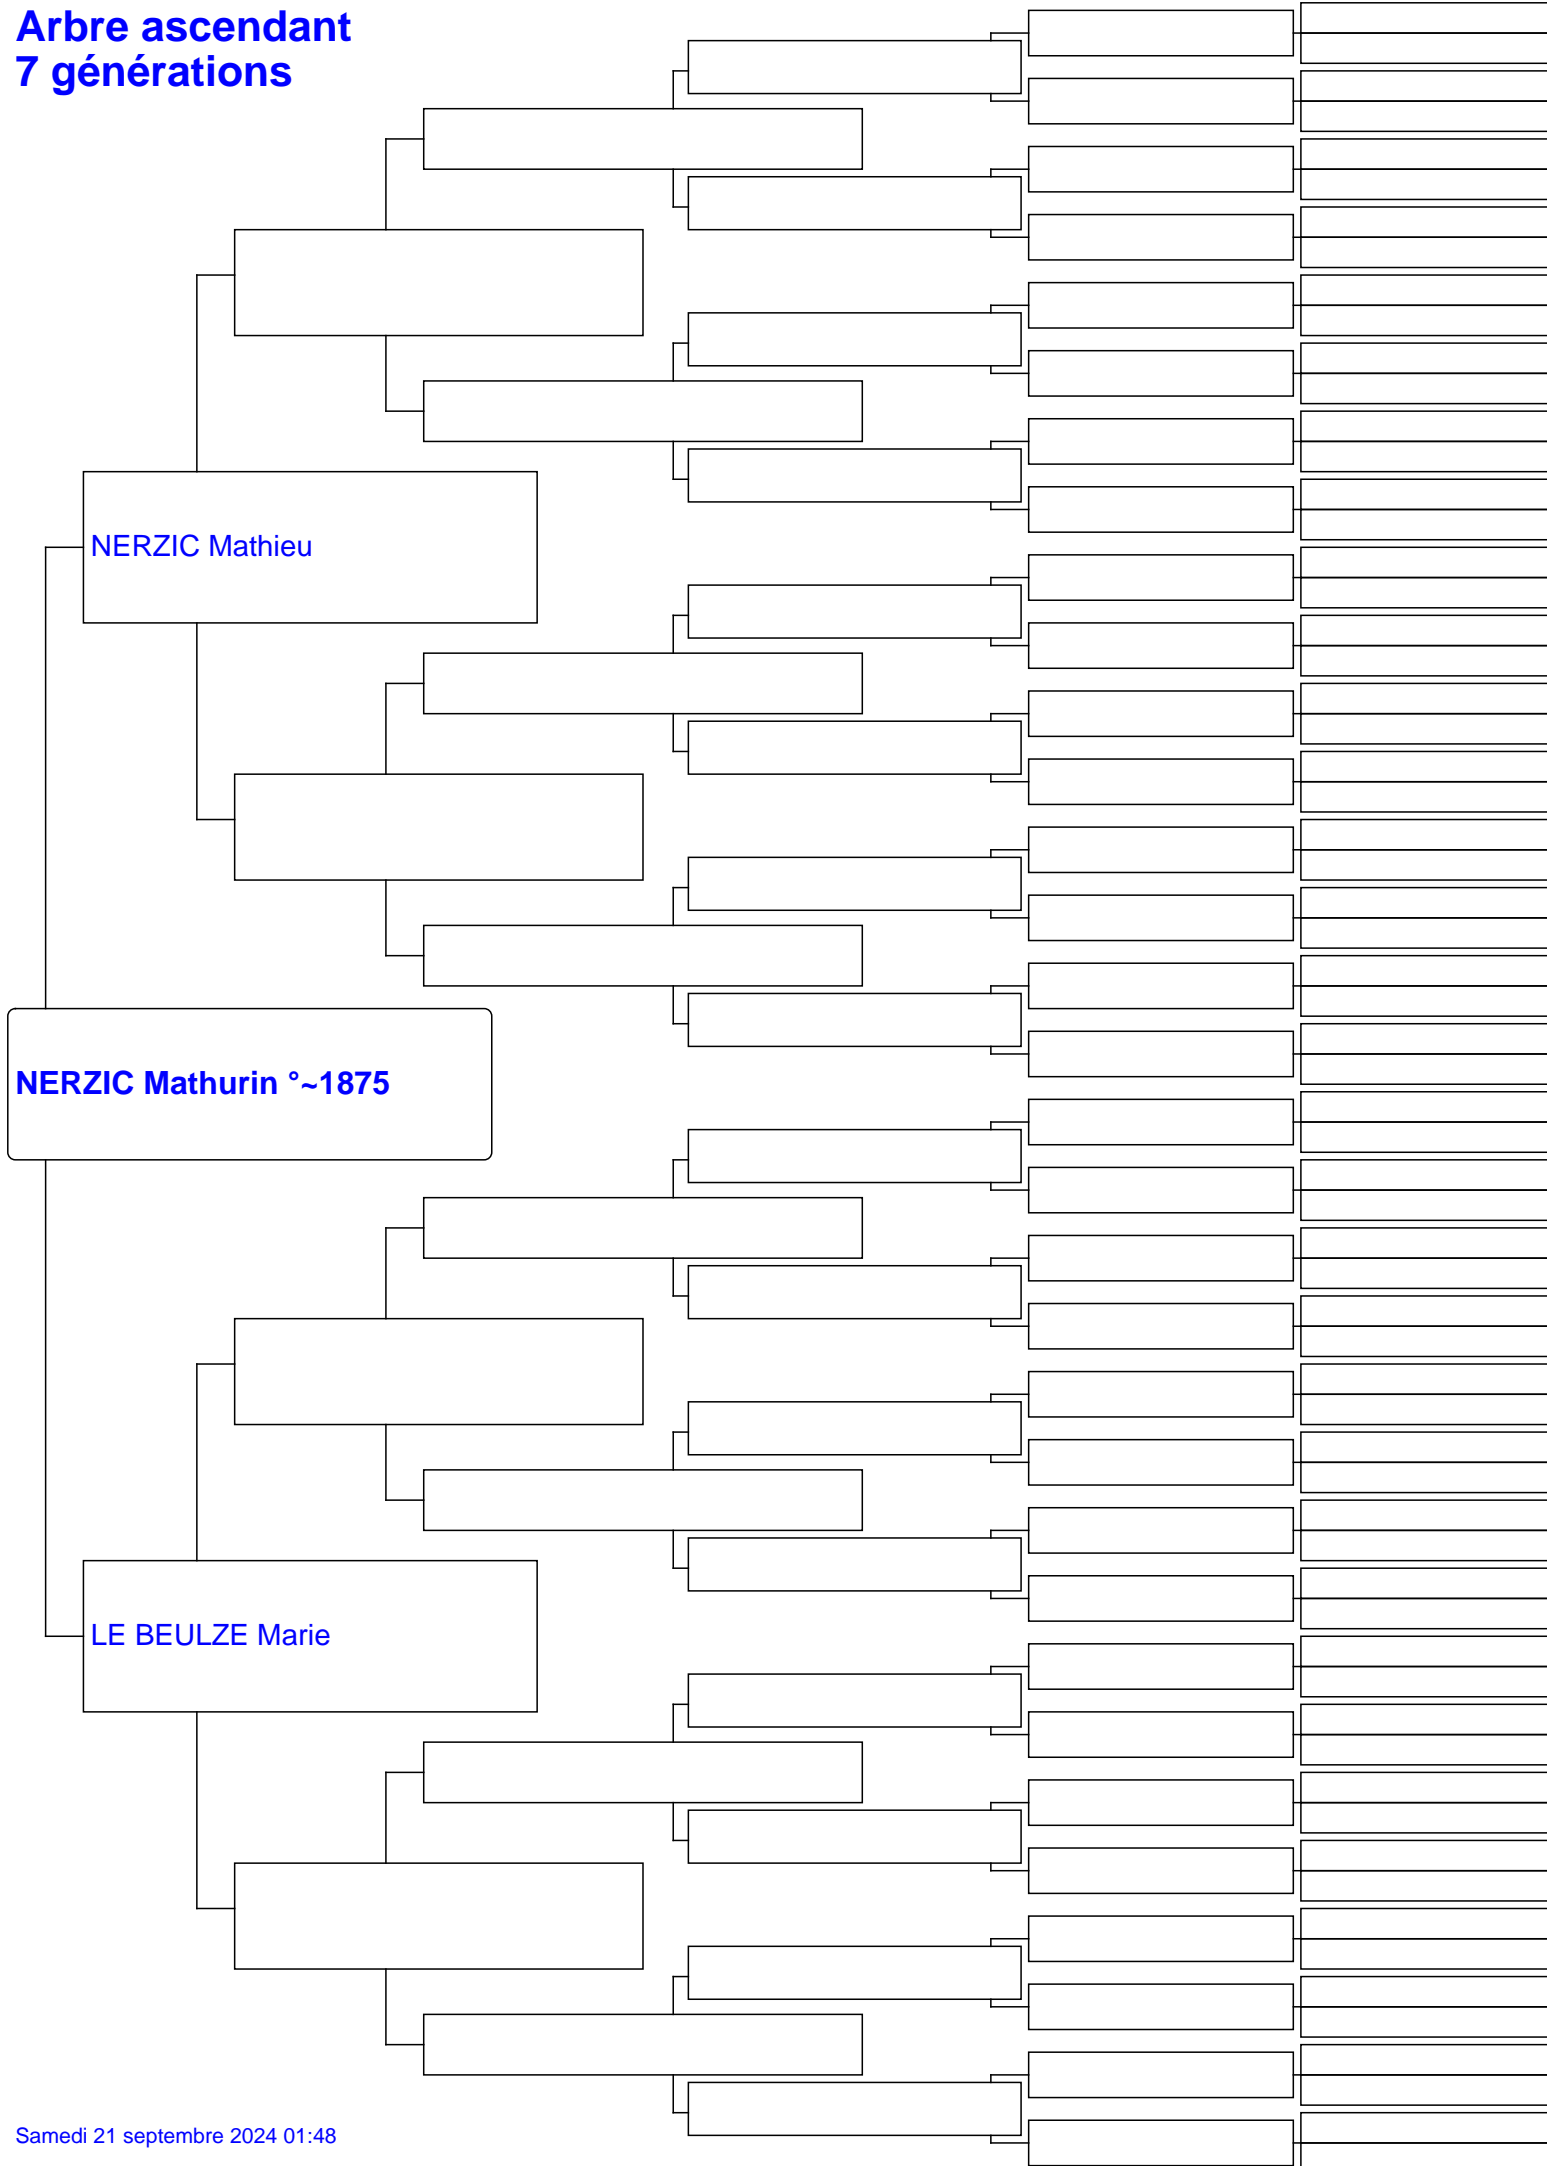 Arbre ascendant
7 générations
NERZIC Mathieu
NERZIC Mathurin °~1875
LE BEULZE Marie
Samedi 21 septembre 2024 01:48